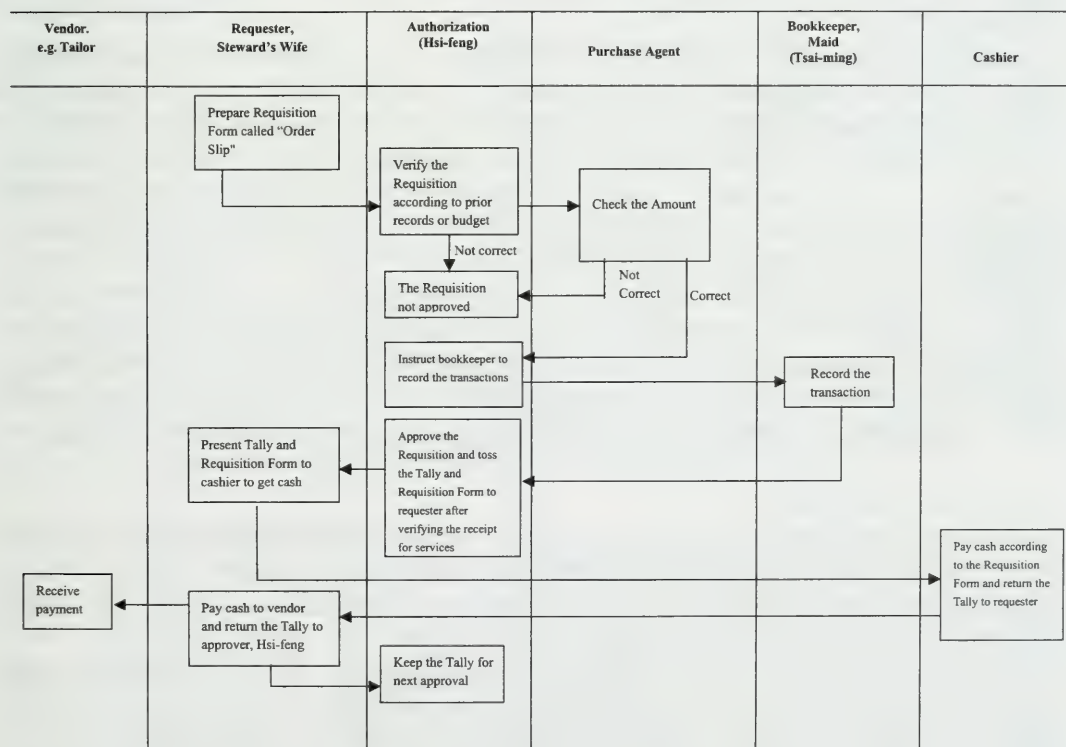 Vendor.
e.g. Tailor
Requester,
Steward's Wife
Authorization
(Hsi-feng)
Purchase Agent
Bookkeeper,
Maid
(Tsai-ming)
Cashier
Prepare Requisition
Form called "Order
Slip"
Verify the
Requisition
according to prior
records or budget
Check the Amount
Not correct
The Requisition
not approved
Not
Correct
Correct
Instruct bookkeeper to
record the transactions
Record the
transaction
Approve the
Requisition and toss
the Tally and
Requisition Form to
requester after
verifying the receipt
for services
Present Tally and
Requisition Form to
cashier to get cash
Pay cash according
to the Requisition
Form and return the
Tally to requester
Receive
payment
Pay cash to vendor
and return the Tally to
approver, Hsi-feng
Keep the Tally for
next approval